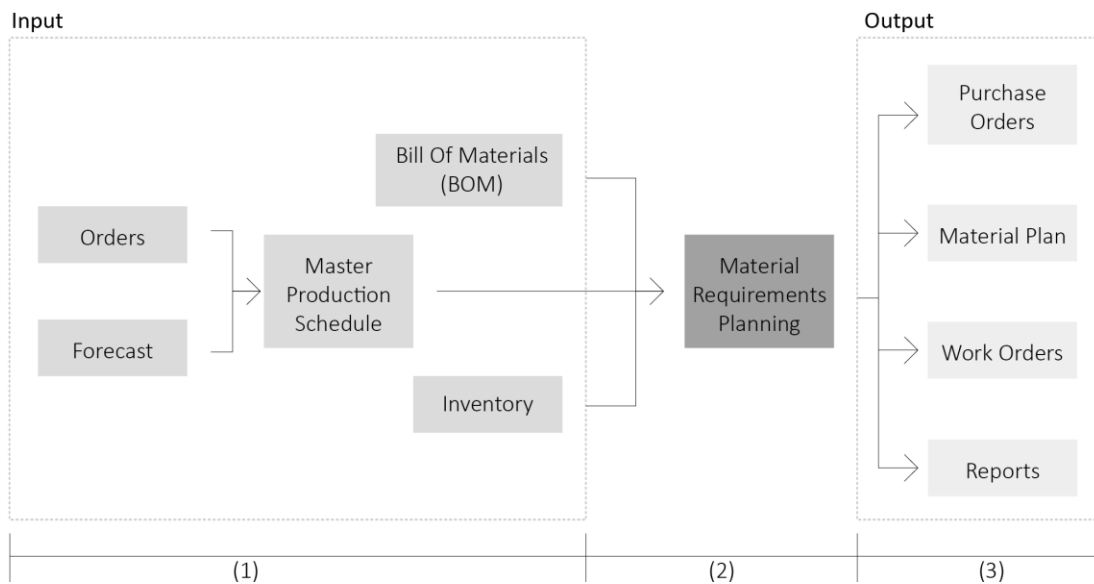 Input
Output
Purchase
Orders
Bill Of Materials
(BOM)
Orders
Master
Production
Schedule
Material
Requirements
Planning
Material Plan
Forecast
Work Orders
Inventory
Reports
(1)
(2)
(3)